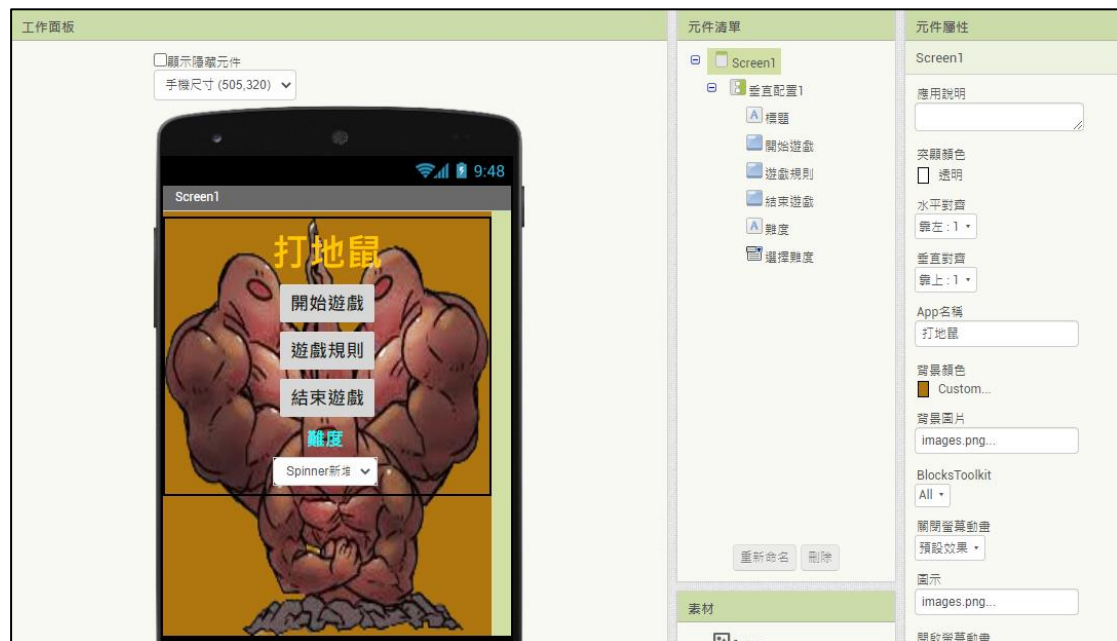 工作面板
顯示隱藏元件
手機尺寸 (505,320)
9:48
Screen1
打地鼠
開始遊戲
遊戲規則
結束遊戲
難度
Spinner新增
元件清單
Screen1
垂直配置1
標題
開始遊戲
遊戲規則
結束遊戲
難度
選擇難度
重新命名
刪除
素材
元件屬性
Screen1
應用說明
突顯顏色
透明
水平對齊
靠左 : 1
垂直對齊
靠上 : 1
App名稱
打地鼠
背景顏色
Custom...
背景圖片
images.png...
BlocksToolkit
All
關閉螢幕動畫
預設效果
圖示
images.png...
開啟螢幕動畫